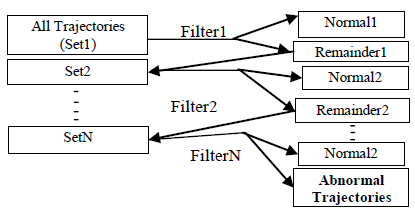 All Trajectories
(Set1)
Filter1
Normal1
Remainder1
Set2
Normal2
Filter2
Remainder2
SetN
FilterN
Normal2
Abnormal
Trajectories